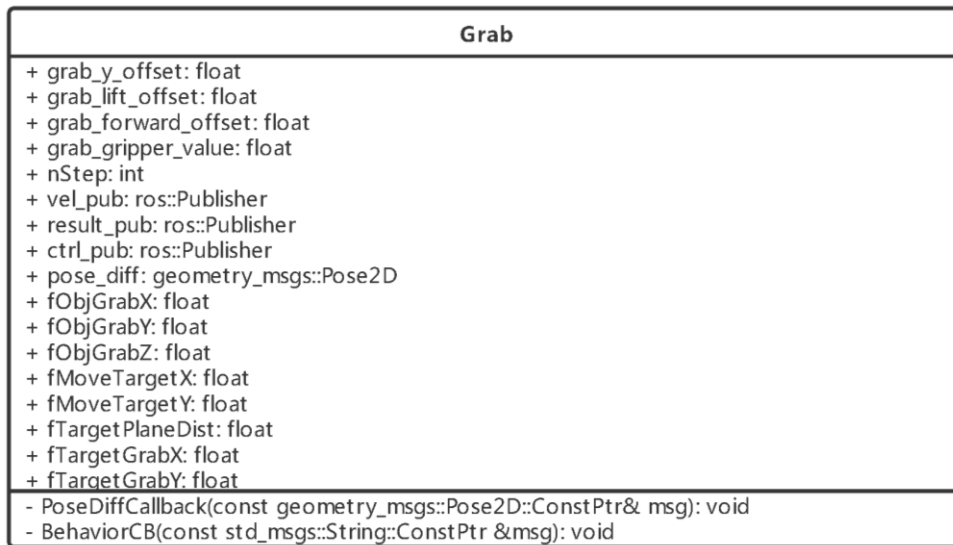 Grab
+ grab_y_offset: float
+ grab_lift_offset: float
+ grab_forward_offset: float
+ grab_gripper_value: float
+ nStep: int
+ vel_pub: ros::Publisher
+ result_pub: ros::Publisher
+ ctrl_pub: ros::Publisher
+ pose_diff: geometry_msgs::Pose2D
+ fObjGrabX: float
+ fObjGrabY: float
+ fObjGrabZ: float
+ fMoveTargetX: float
+ fMoveTargetY: float
+ fTargetPlaneDist: float
+ fTargetGrabX: float
+ fTargetGrabY: float
- PoseDiffCallback(const geometry_msgs::Pose2D::ConstPtr& msg): void
- BehaviorCB(const std_msgs::String::ConstPtr &msg): void